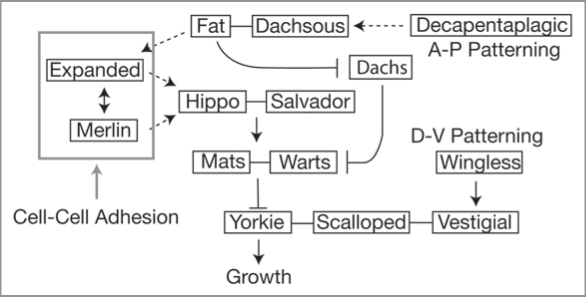 Fat Dachsous Decapentaplagic
A-P Patterning
Expanded
Dachs
Hippo Salvador
Merlin
D-V Patterning
Mats Warts Wingless
Cell-Cell Adhesion
Yorkie Scalloped Vestigial
Growth